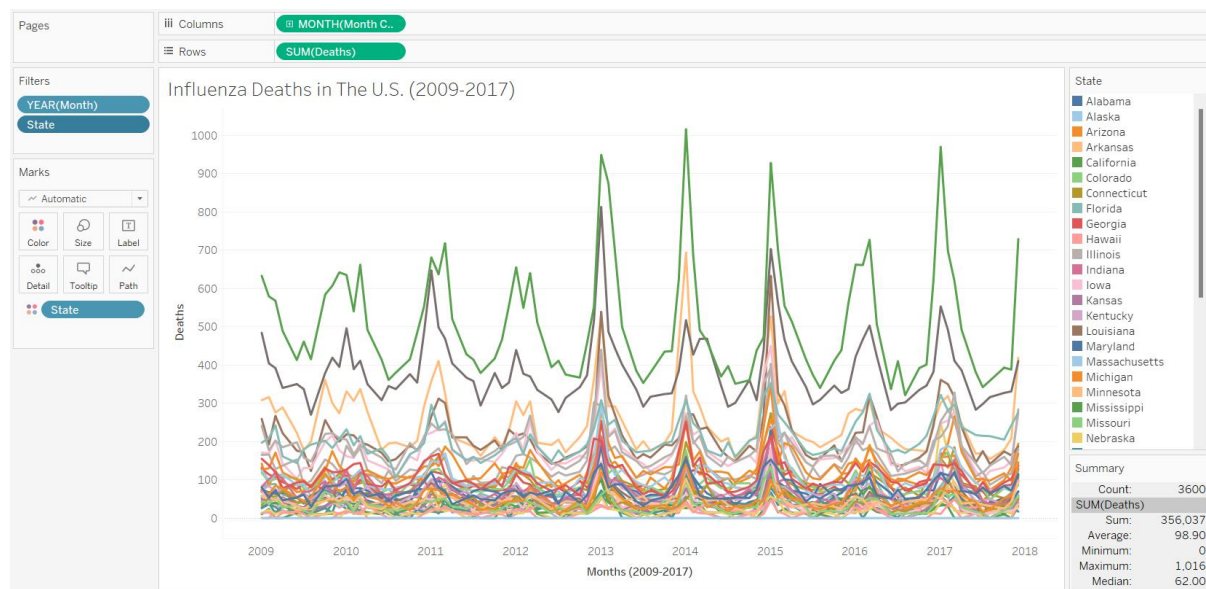 Pages
iii Columns
MONTH(Month C..
Rows
SUM(Deaths)
Filters
YEAR(Month)
State
Marks
Automatic
Color
Size
Label
Detail
Tooltip
Path
State
Influenza Deaths in The U.S. (2009-2017)
Deaths
1000
900
800
700
600
500
400
300
200
100
0
2009 2010 2011 2012 2013 2014 2015 2016 2017 2018
Months (2009-2017)
State
Alabama
Alaska
Arizona
Arkansas
California
Colorado
Connecticut
Florida
Georgia
Hawaii
Illinois
Indiana
Iowa
Kansas
Kentucky
Louisiana
Maryland
Massachusetts
Michigan
Minnesota
Mississippi
Missouri
Nebraska
Summary
Count: 3600
SUM(Deaths)
Sum: 356,037
Average: 98.90
Minimum: 0
Maximum: 1,016
Median: 62.00